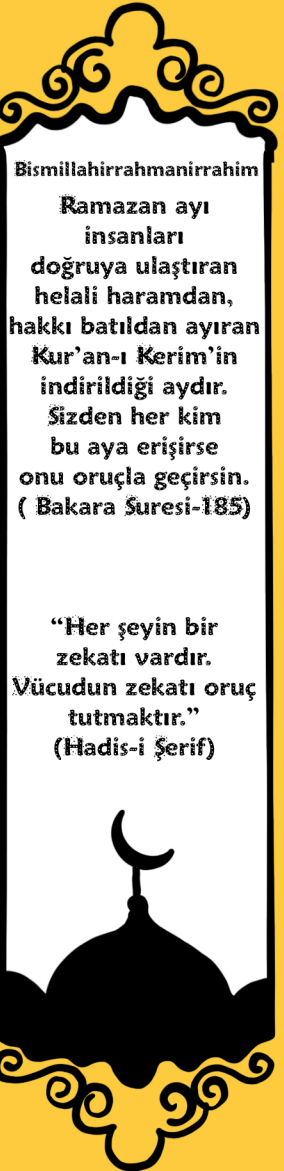 Bismillahirrahmanirrahim
Ramazan ayı
insanları
doğruya ulaştıran
helali haramdan,
hakkı batıldan ayıran
Kur'an-ı Kerim'in
indirildiği aydır.
Sizden her kim
bu aya erişirse
onu oruçla geçirsin.
( Bakara Suresi-185)
“Her şeyin bir
zekatı vardır.
Vücudun zekatı oruç
tutmaktır.”
(Hadis-i Şerif)